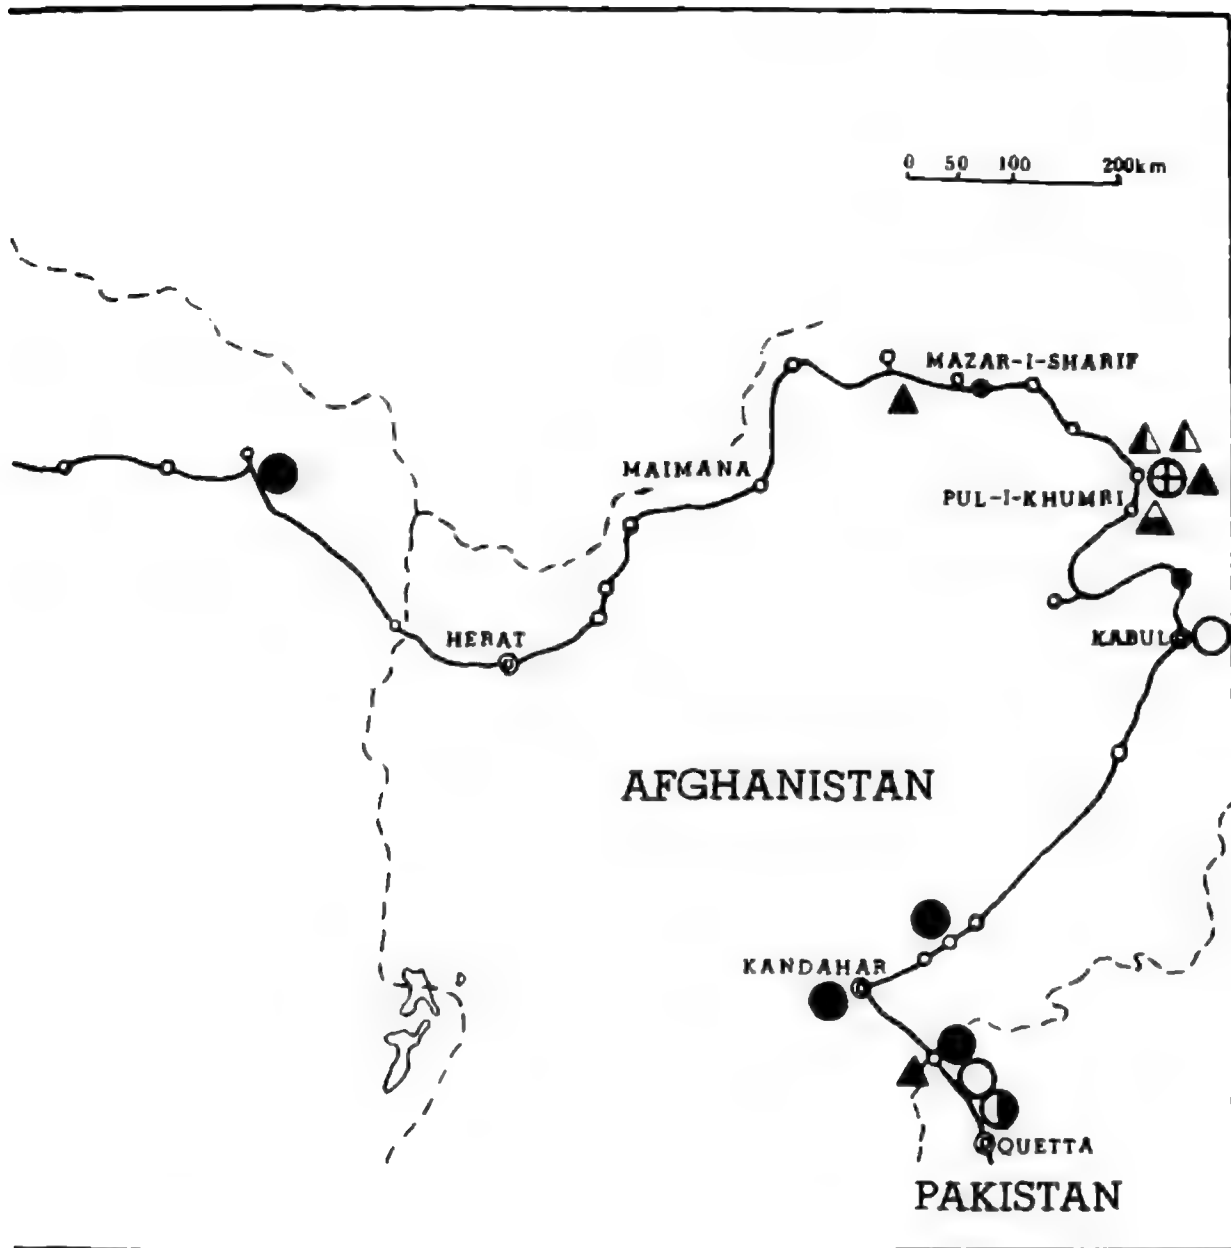 0 50 100 200km
MAZAR-I-SHARIF
MAIMANA
PUL-I-KHUMRI
HERAT
KABUL
AFGHANISTAN
KANDAHAR
QUETTA
PAKISTAN